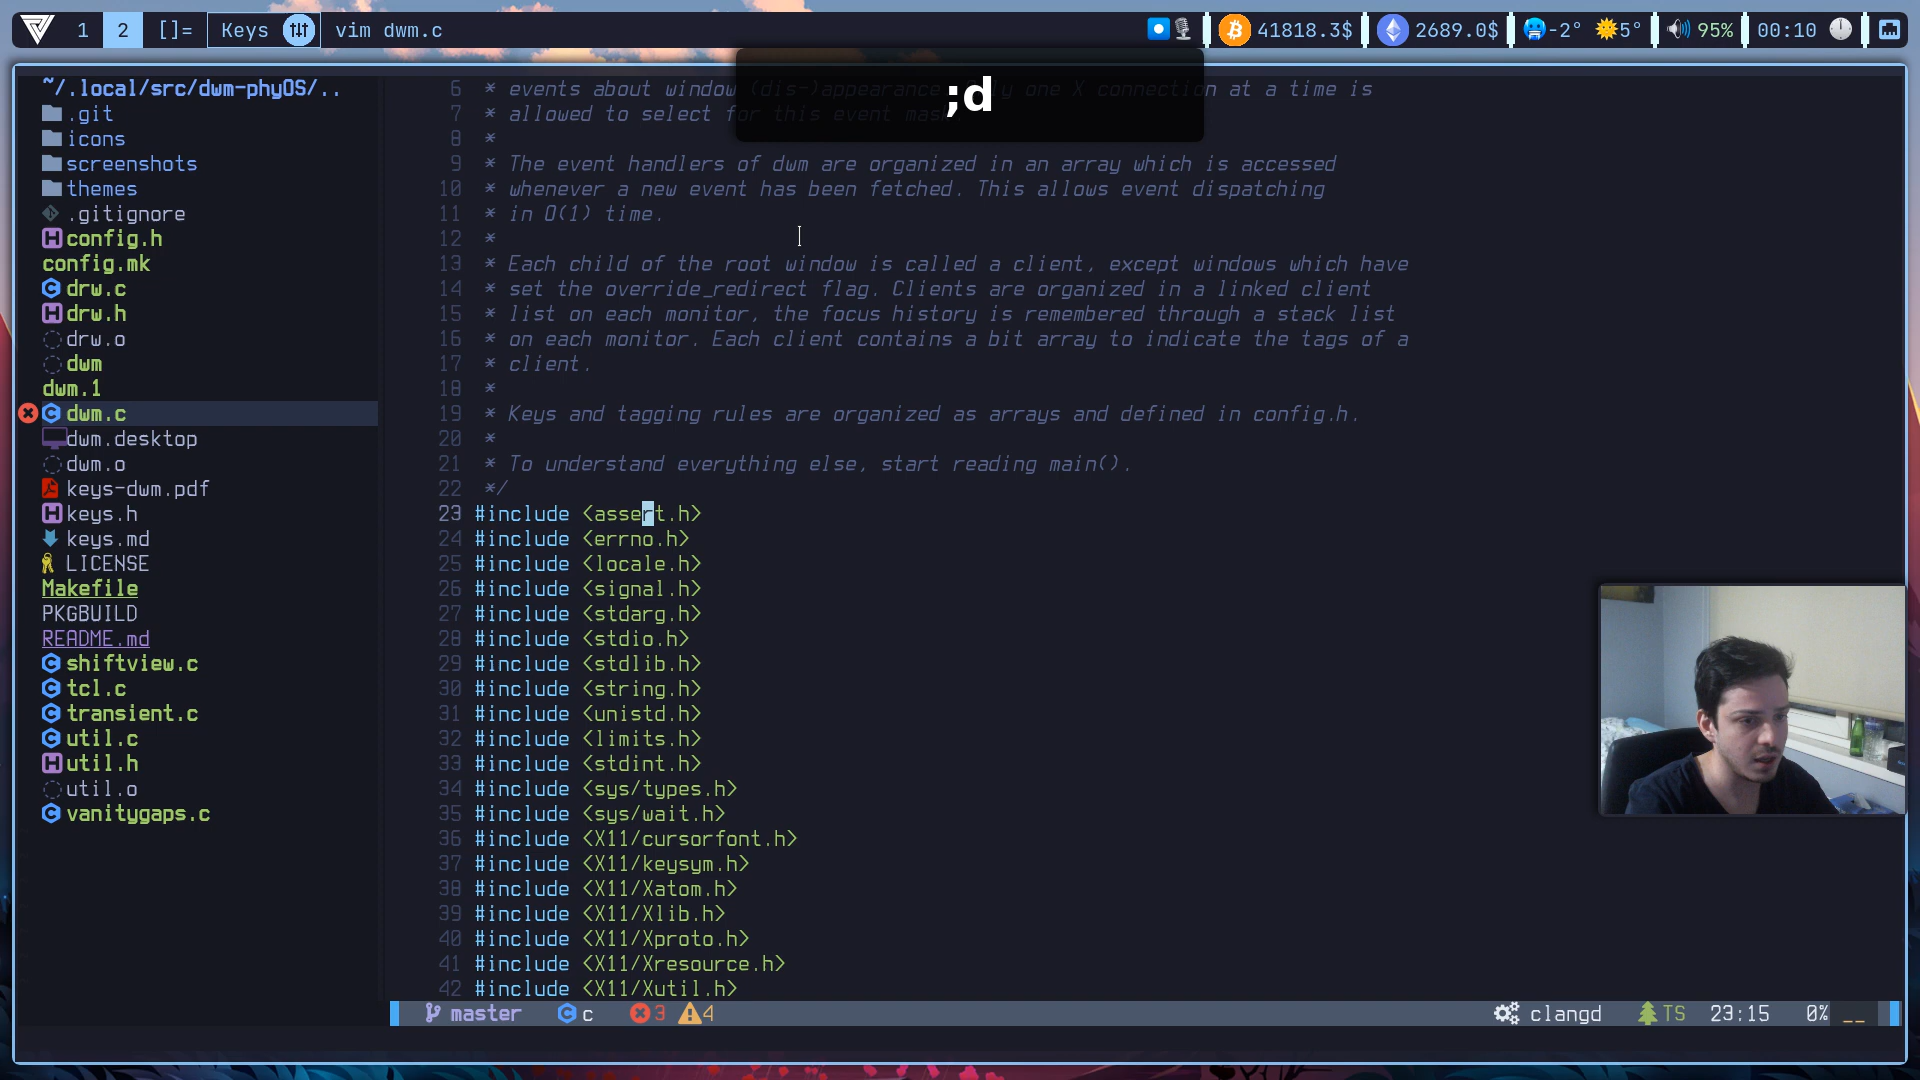 1 2 []= Keys vim dwm.c 41818.3$ 2689.0$ -2° 5° 95% 00:10
;d
~/.local/src/dwm-phyOS/..
.git
icons
screenshots
themes
.gitignore
config.h
config.mk
drw.c
drw.h
drw.o
dwm
dwm.1
dwm.c
dwm.desktop
dwm.o
keys-dwm.pdf
keys.h
keys.md
LICENSE
Makefile
PKGBUILD
README.md
shiftview.c
tcl.c
transient.c
util.c
util.h
util.o
vanitygaps.c
6 * events about window (dis-)appearance. Only one X connection at a time is
7 * allowed to select for this event mask
8 *
9 * The event handlers of dwm are organized in an array which is accessed
10 * whenever a new event has been fetched. This allows event dispatching
11 * in O(1) time.
12 *
13 * Each child of the root window is called a client, except windows which have
14 * set the override_redirect flag. Clients are organized in a linked client
15 * list on each monitor, the focus history is remembered through a stack list
16 * on each monitor. Each client contains a bit array to indicate the tags of a
17 * client.
18 *
19 * Keys and tagging rules are organized as arrays and defined in config.h.
20 *
21 * To understand everything else, start reading main().
22 */
23 #include <assert.h>
24 #include <errno.h>
25 #include <locale.h>
26 #include <signal.h>
27 #include <stdarg.h>
28 #include <stdio.h>
29 #include <stdlib.h>
30 #include <string.h>
31 #include <unistd.h>
32 #include <limits.h>
33 #include <stdint.h>
34 #include <sys/types.h>
35 #include <sys/wait.h>
36 #include <X11/cursorfont.h>
37 #include <X11/keysym.h>
38 #include <X11/Xatom.h>
39 #include <X11/Xlib.h>
40 #include <X11/Xproto.h>
41 #include <X11/Xresource.h>
42 #include <X11/Xutil.h>
master c 3 4 clangd TS 23:15 0% __